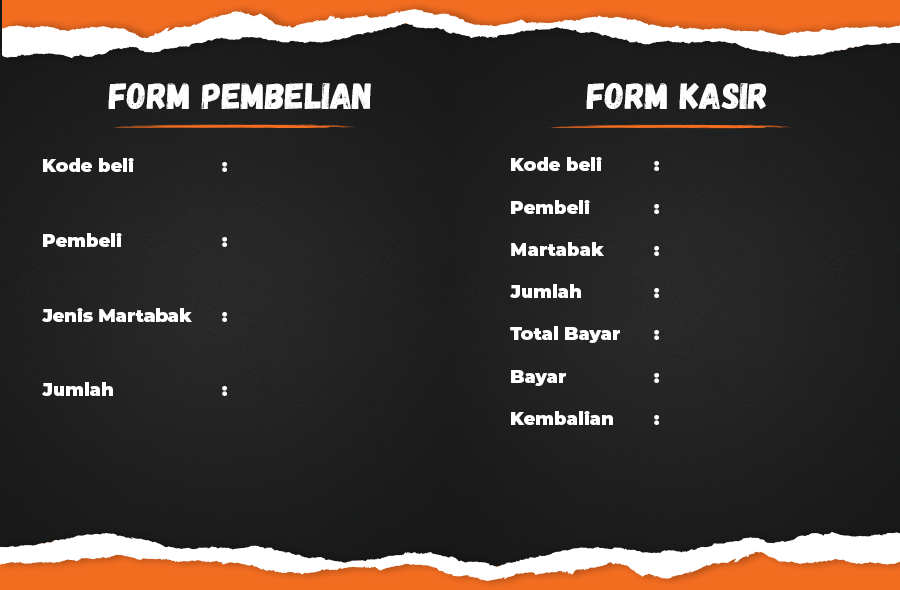 FORM PEMBELIAN
Kode beli :
Pembeli :
Jenis Martabak :
Jumlah :
FORM KASIR
Kode beli :
Pembeli :
Martabak :
Jumlah :
Total Bayar :
Bayar :
Kembalian :